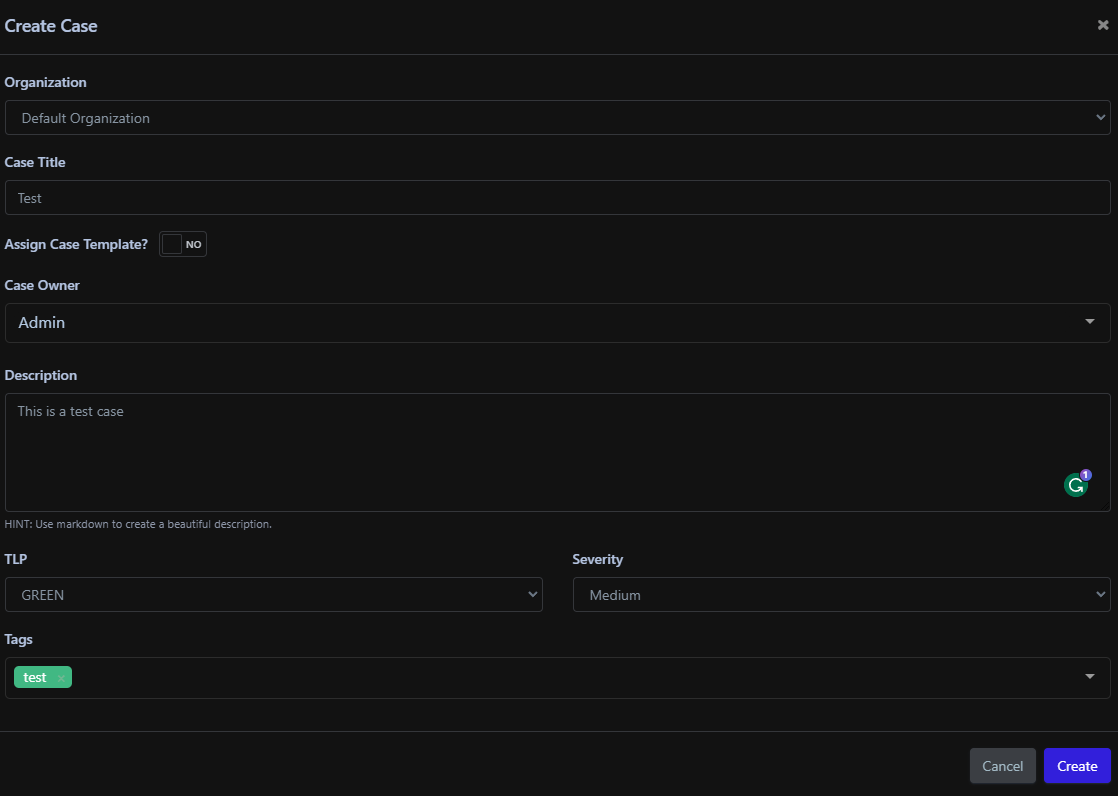 Create Case
Organization
Default Organization
Case Title
Test
Assign Case Template? NO
Case Owner
Admin
Description
This is a test case
1
HINT: Use markdown to create a beautiful description.
TLP Severity
GREEN Medium
Tags
test
Cancel Create